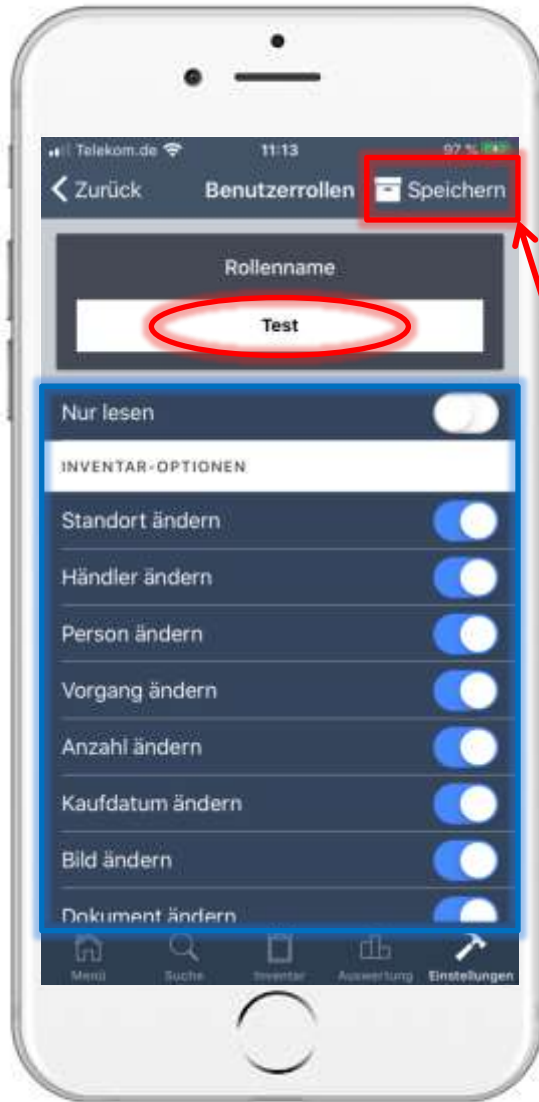 Telekom.de 11:13 97 %
Zurück Benutzerrollen Speichern
Rollenname
Test
Nur lesen
INVENTAR-OPTIONEN
Standort ändern
Händler ändern
Person ändern
Vorgang ändern
Anzahl ändern
Kaufdatum ändern
Bild ändern
Dokument ändern
Menü Suche Inventar Auswertung Einstellungen